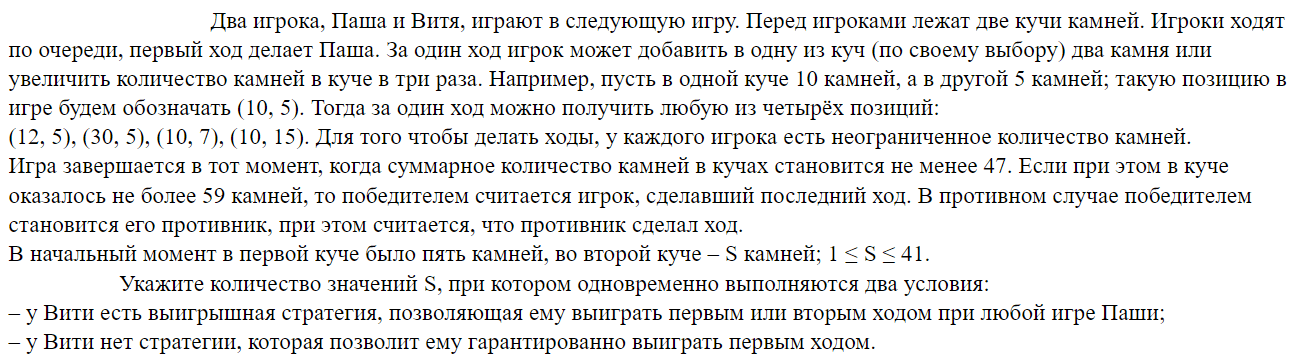 Два игрока, Паша и Витя, играют в следующую игру. Перед игроками лежат две кучи камней. Игроки ходят
по очереди, первый ход делает Паша. За один ход игрок может добавить в одну из куч (по своему выбору) два камня или
увеличить количество камней в куче в три раза. Например, пусть в одной куче 10 камней, а в другой 5 камней; такую позицию в
игре будем обозначать (10, 5). Тогда за один ход можно получить любую из четырёх позиций:
(12, 5), (30, 5), (10, 7), (10, 15). Для того чтобы делать ходы, у каждого игрока есть неограниченное количество камней.
Игра завершается в тот момент, когда суммарное количество камней в кучах становится не менее 47. Если при этом в куче
оказалось не более 59 камней, то победителем считается игрок, сделавший последний ход. В противном случае победителем
становится его противник, при этом считается, что противник сделал ход.
В начальный момент в первой куче было пять камней, во второй куче – S камней; 1 ≤ S ≤ 41.
Укажите количество значений S, при котором одновременно выполняются два условия:
– у Вити есть выигрышная стратегия, позволяющая ему выиграть первым или вторым ходом при любой игре Паши;
– у Вити нет стратегии, которая позволит ему гарантированно выиграть первым ходом.